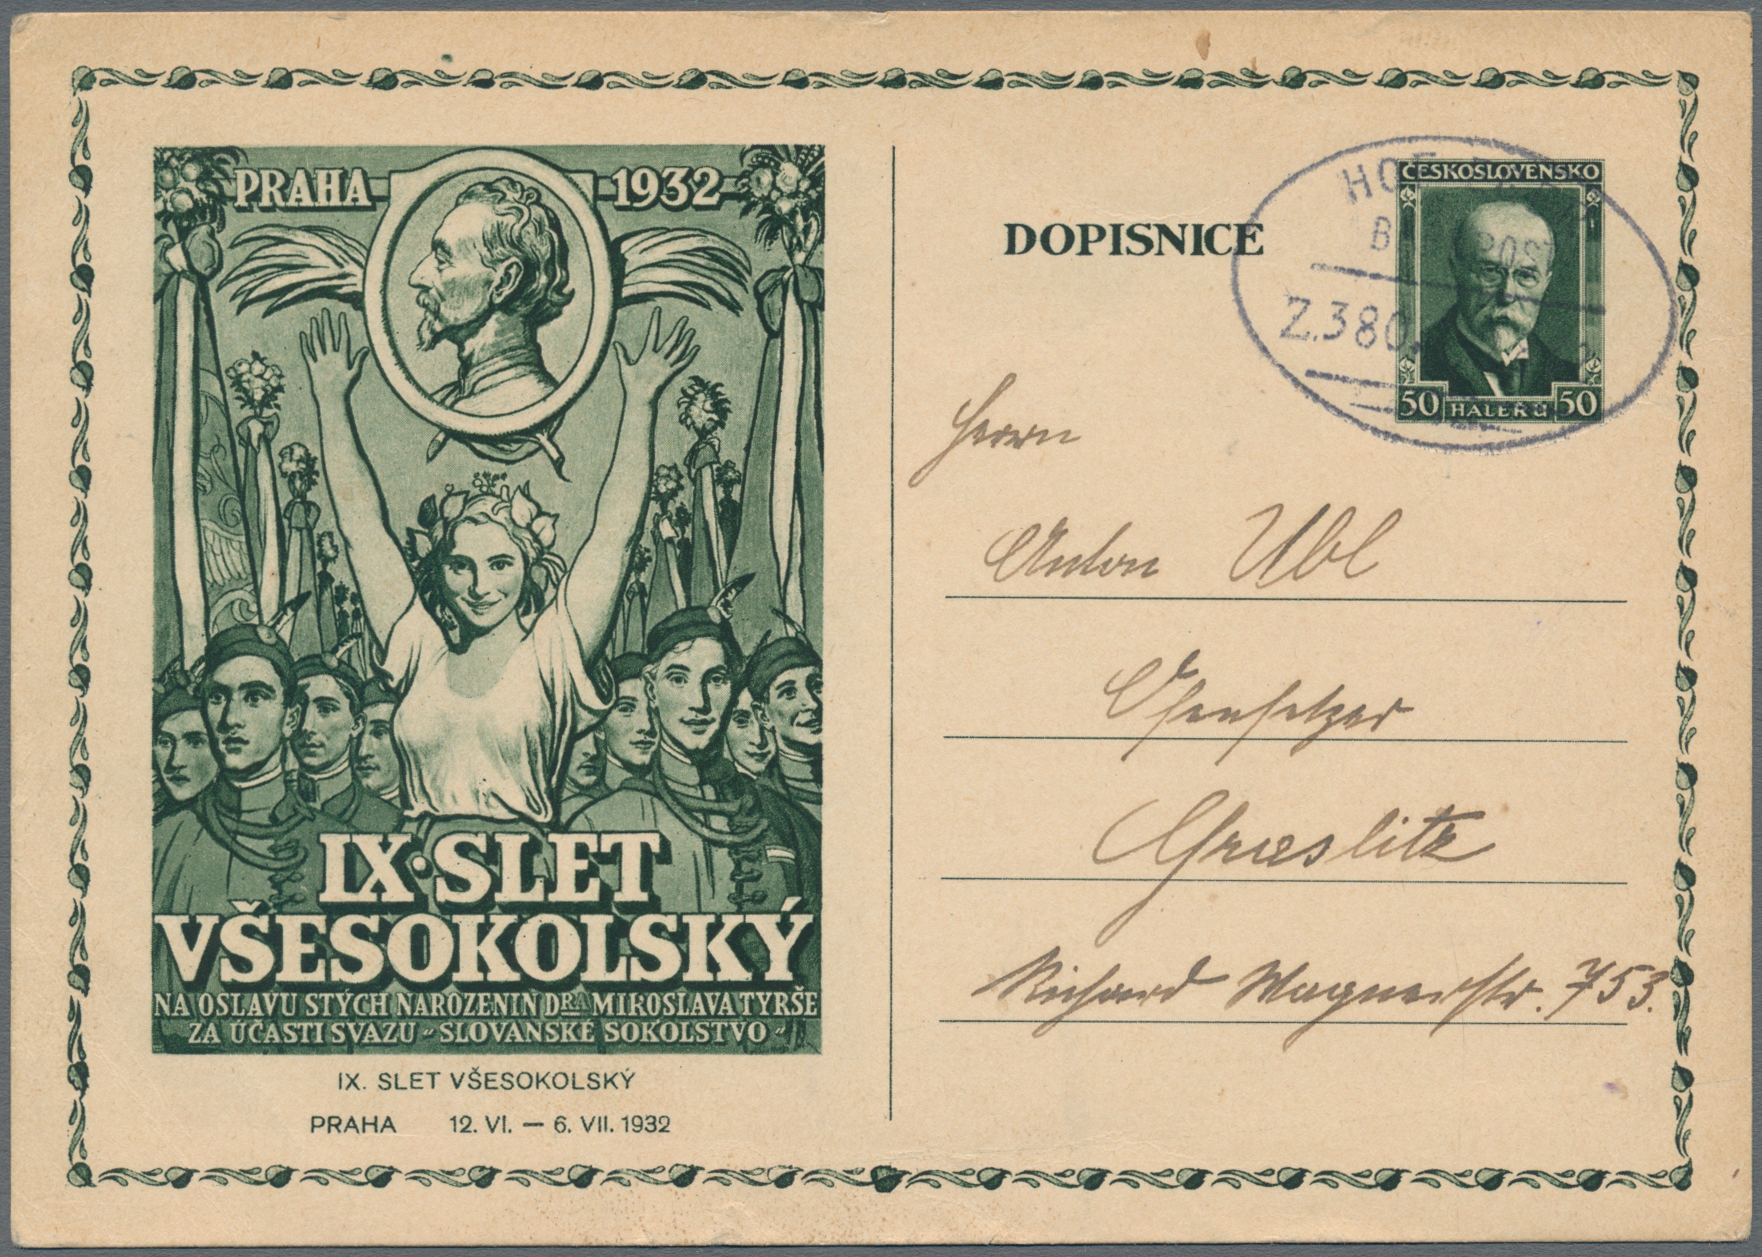 PRAHA 1932
IX · SLET
VŠESOKOLSKÝ
NA OSLAVU STÝCH NAROZENIN DRA MIROSLAVA TYRŠE
ZA ÚČASTI SVAZU „SLOVANSKÉ SOKOLSTVO“
IX. SLET VŠESOKOLSKÝ
PRAHA 12. VI. — 6. VII. 1932
DOPISNICE
ČESKOSLOVENSKO
50 HALÉŘŮ 50
Z.380.
Herrn
Anton Ubl
Ofensetzer
Graslitz
Richard Wagnerstr. 753.